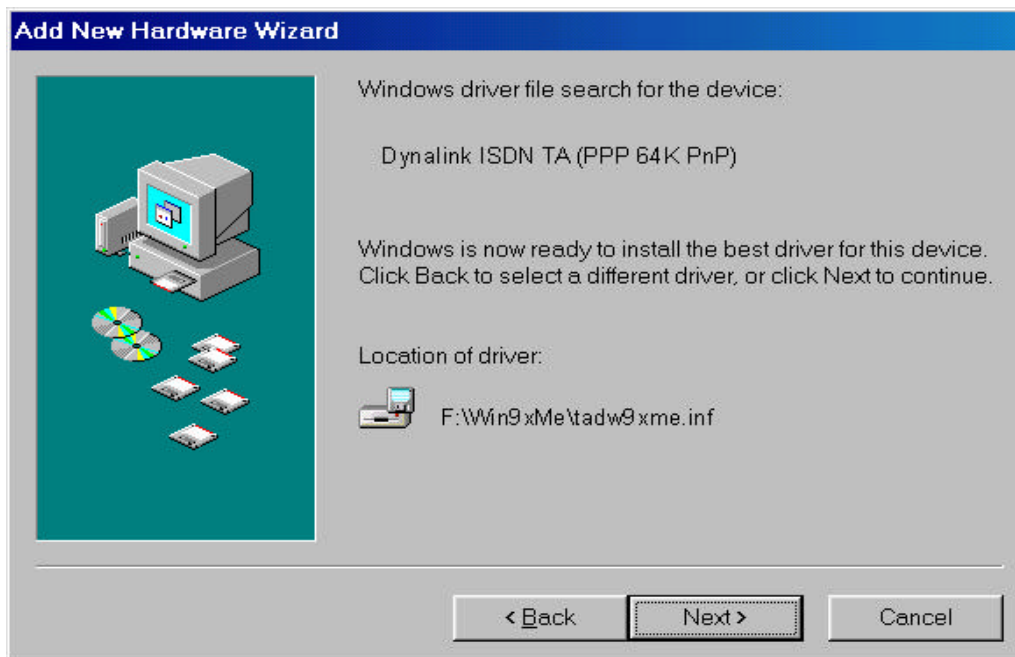 Add New Hardware Wizard
Windows driver file search for the device:
Dynalink ISDN TA (PPP 64K PnP)
Windows is now ready to install the best driver for this device.
Click Back to select a different driver, or click Next to continue.
Location of driver:
F:\Win9xMe\tadw9xme.inf
< Back
Next >
Cancel